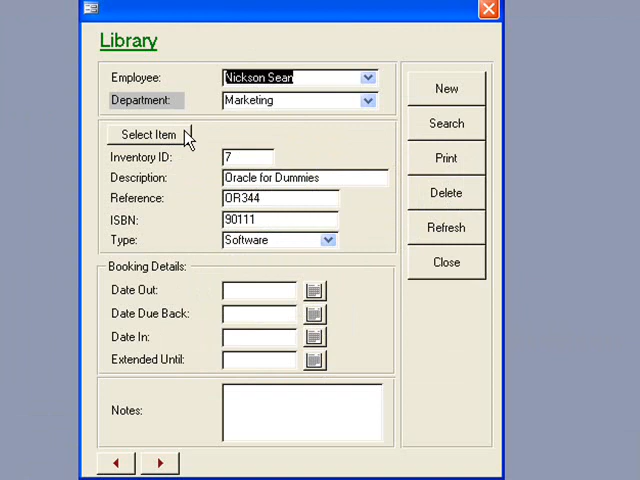 Library
Employee: Nickson Sean
Department: Marketing
Select Item
Inventory ID: 7
Description: Oracle for Dummies
Reference: OR344
ISBN: 90111
Type: Software
Booking Details:
Date Out:
Date Due Back:
Date In:
Extended Until:
Notes:
New
Search
Print
Delete
Refresh
Close